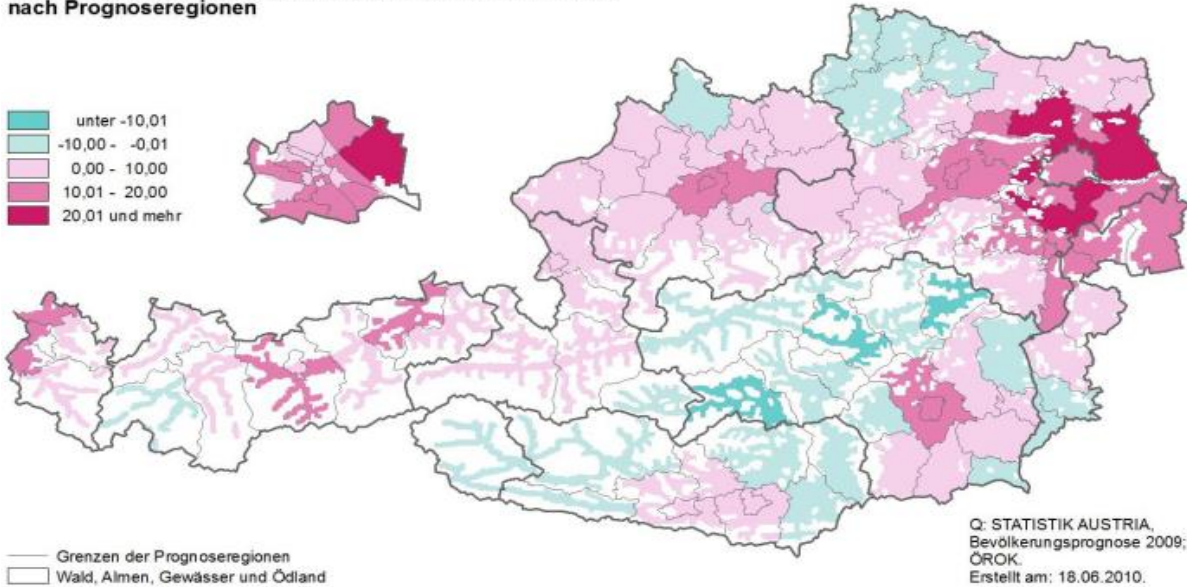 nach Prognoseregionen
unter -10,01
-10,00 - -0,01
0,00 - 10,00
10,01 - 20,00
20,01 und mehr
Grenzen der Prognoseregionen
Wald, Almen, Gewässer und Ödland
Q: STATISTIK AUSTRIA,
Bevölkerungsprognose 2009;
ÖROK.
Erstellt am: 18.06.2010.